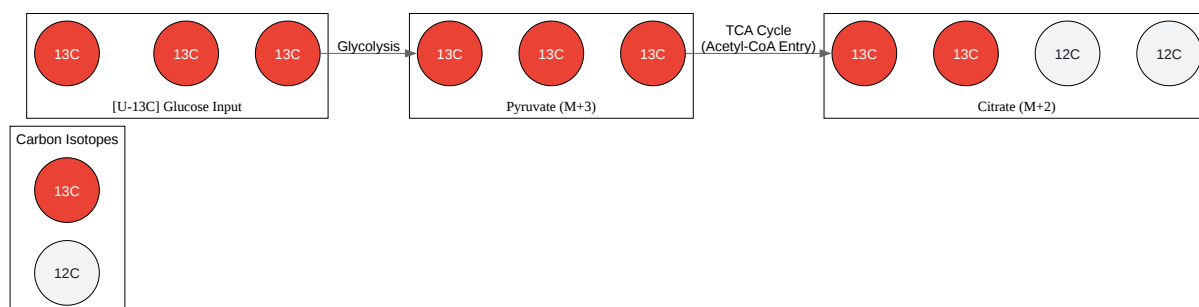 13C 13C 13C
[U-13C] Glucose Input
Glycolysis
13C 13C 13C
Pyruvate (M+3)
TCA Cycle
(Acetyl-CoA Entry)
13C 13C 12C 12C
Citrate (M+2)
Carbon Isotopes
13C
12C